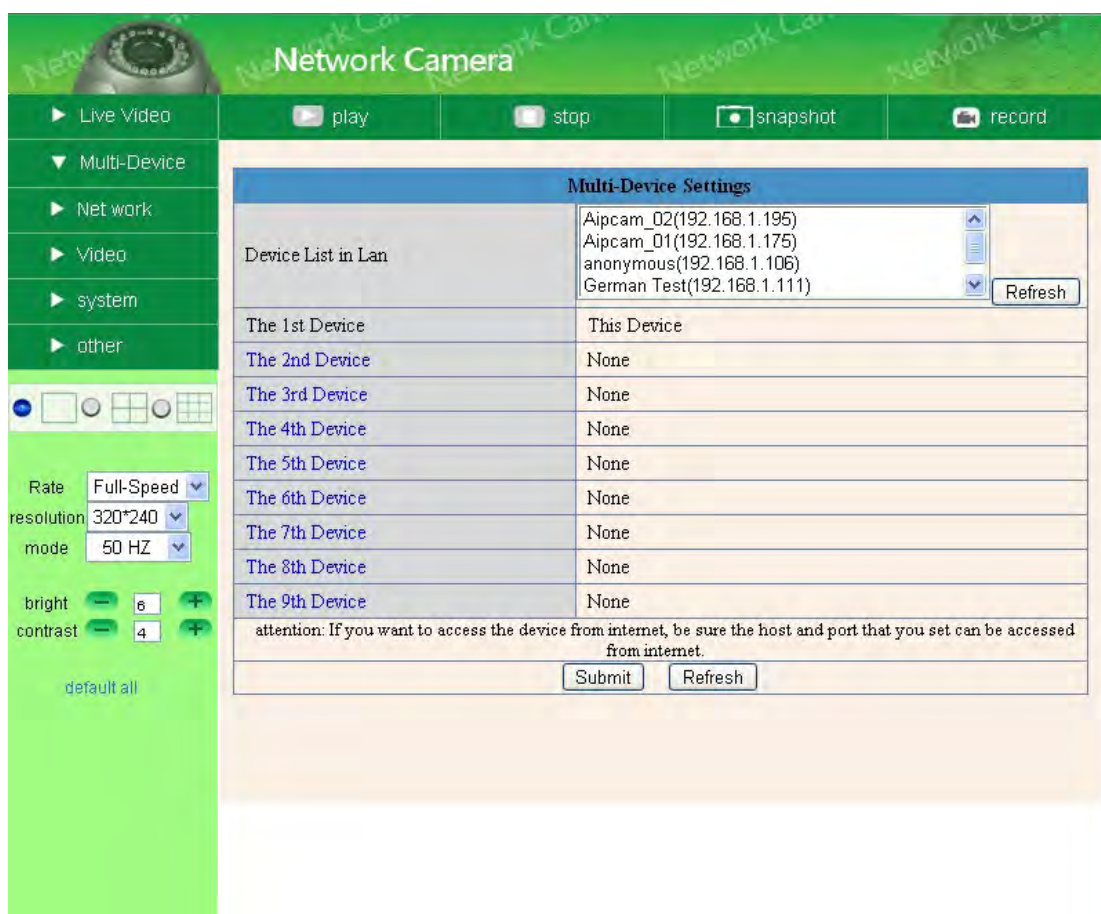 Network Camera
Network Camera
Live Video
play
stop
snapshot
record
Multi-Device
Net work
Video
system
other
Multi-Device Settings
Device List in Lan
Aipcam_02(192.168.1.195)
Aipcam_01(192.168.1.175)
anonymous(192.168.1.106)
German Test(192.168.1.111)
Refresh
The 1st Device
This Device
The 2nd Device
None
The 3rd Device
None
The 4th Device
None
The 5th Device
None
The 6th Device
None
The 7th Device
None
The 8th Device
None
The 9th Device
None
attention: If you want to access the device from internet, be sure the host and port that you set can be accessed
from internet.
Submit
Refresh
Rate
Full-Speed
resolution
320*240
mode
50 HZ
bright
6
contrast
4
default all